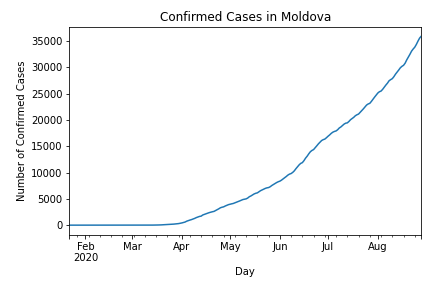 Confirmed Cases in Moldova
Number of Confirmed Cases
35000
30000
25000
20000
15000
10000
5000
0
Feb Mar Apr May Jun Jul Aug
2020
Day